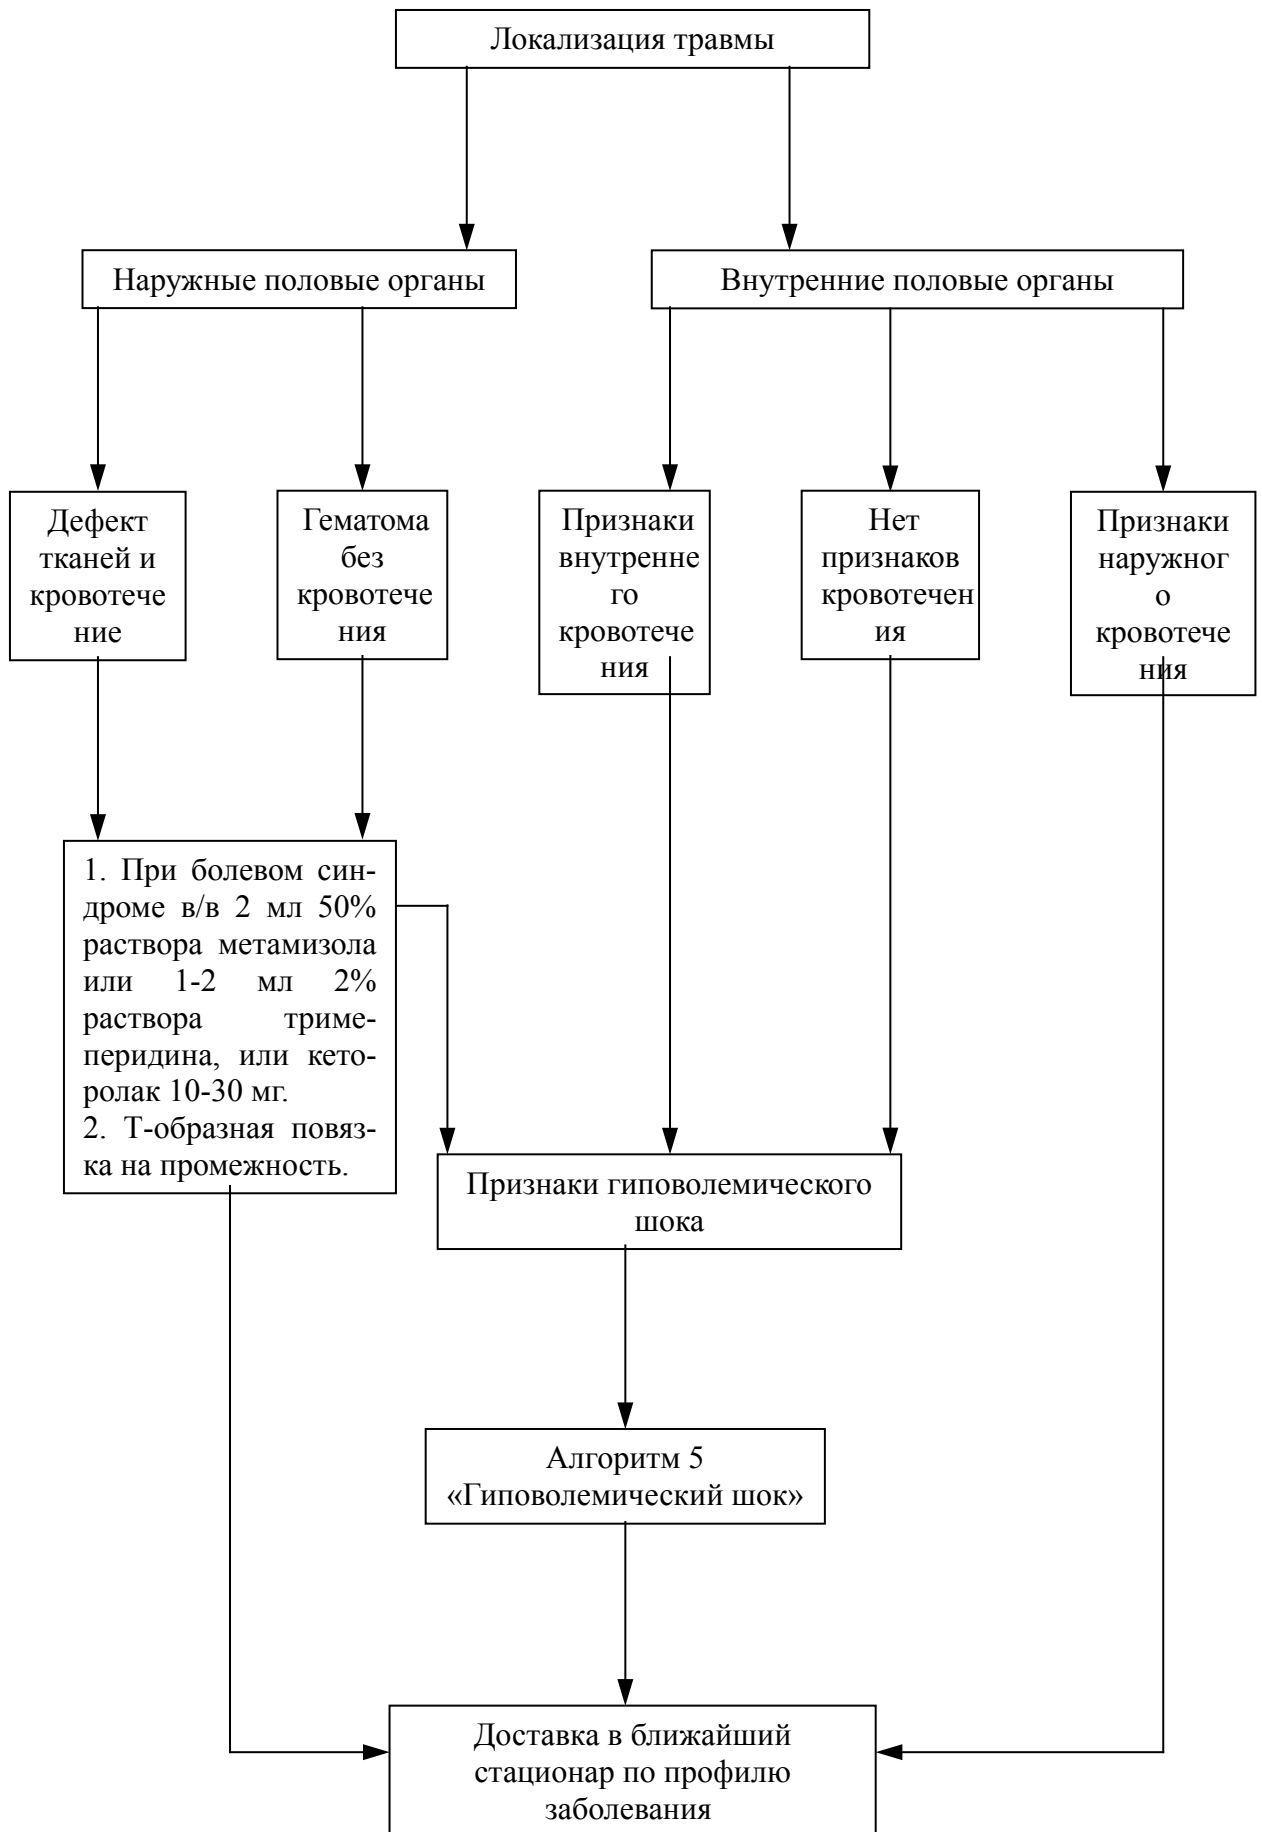 Локализация травмы
Наружные половые органы
Внутренние половые органы
Дефект
тканей и
кровотече
ние
Гематома
без
кровотече
ния
Признаки
внутренне
го
кровотече
ния
Нет
признаков
кровотечен
ия
Признаки
наружног
о
кровотече
ния
1. При болевом син-
дроме в/в 2 мл 50%
раствора метамизола
или 1-2 мл 2%
раствора триме-
перидина, или кето-
ролак 10-30 мг.
2. Т-образная повяз-
ка на промежность.
Признаки гиповолемического
шока
Алгоритм 5
«Гиповолемический шок»
Доставка в ближайший
стационар по профилю
заболевания